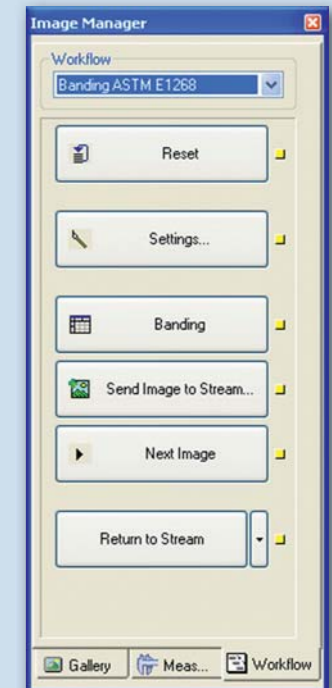 Image Manager
Workflow
Banding ASTM E1268
Reset
Settings...
Banding
Send Image to Stream...
Next Image
Return to Stream
Gallery
Meas...
Workflow